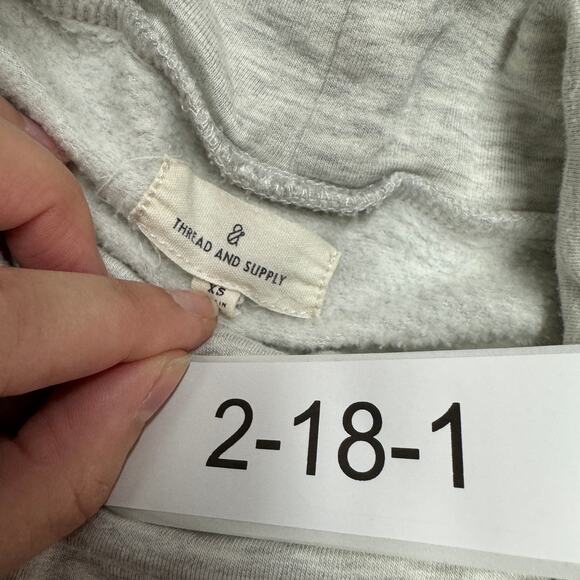 &
THREAD AND SUPPLY
XS
2-18-1